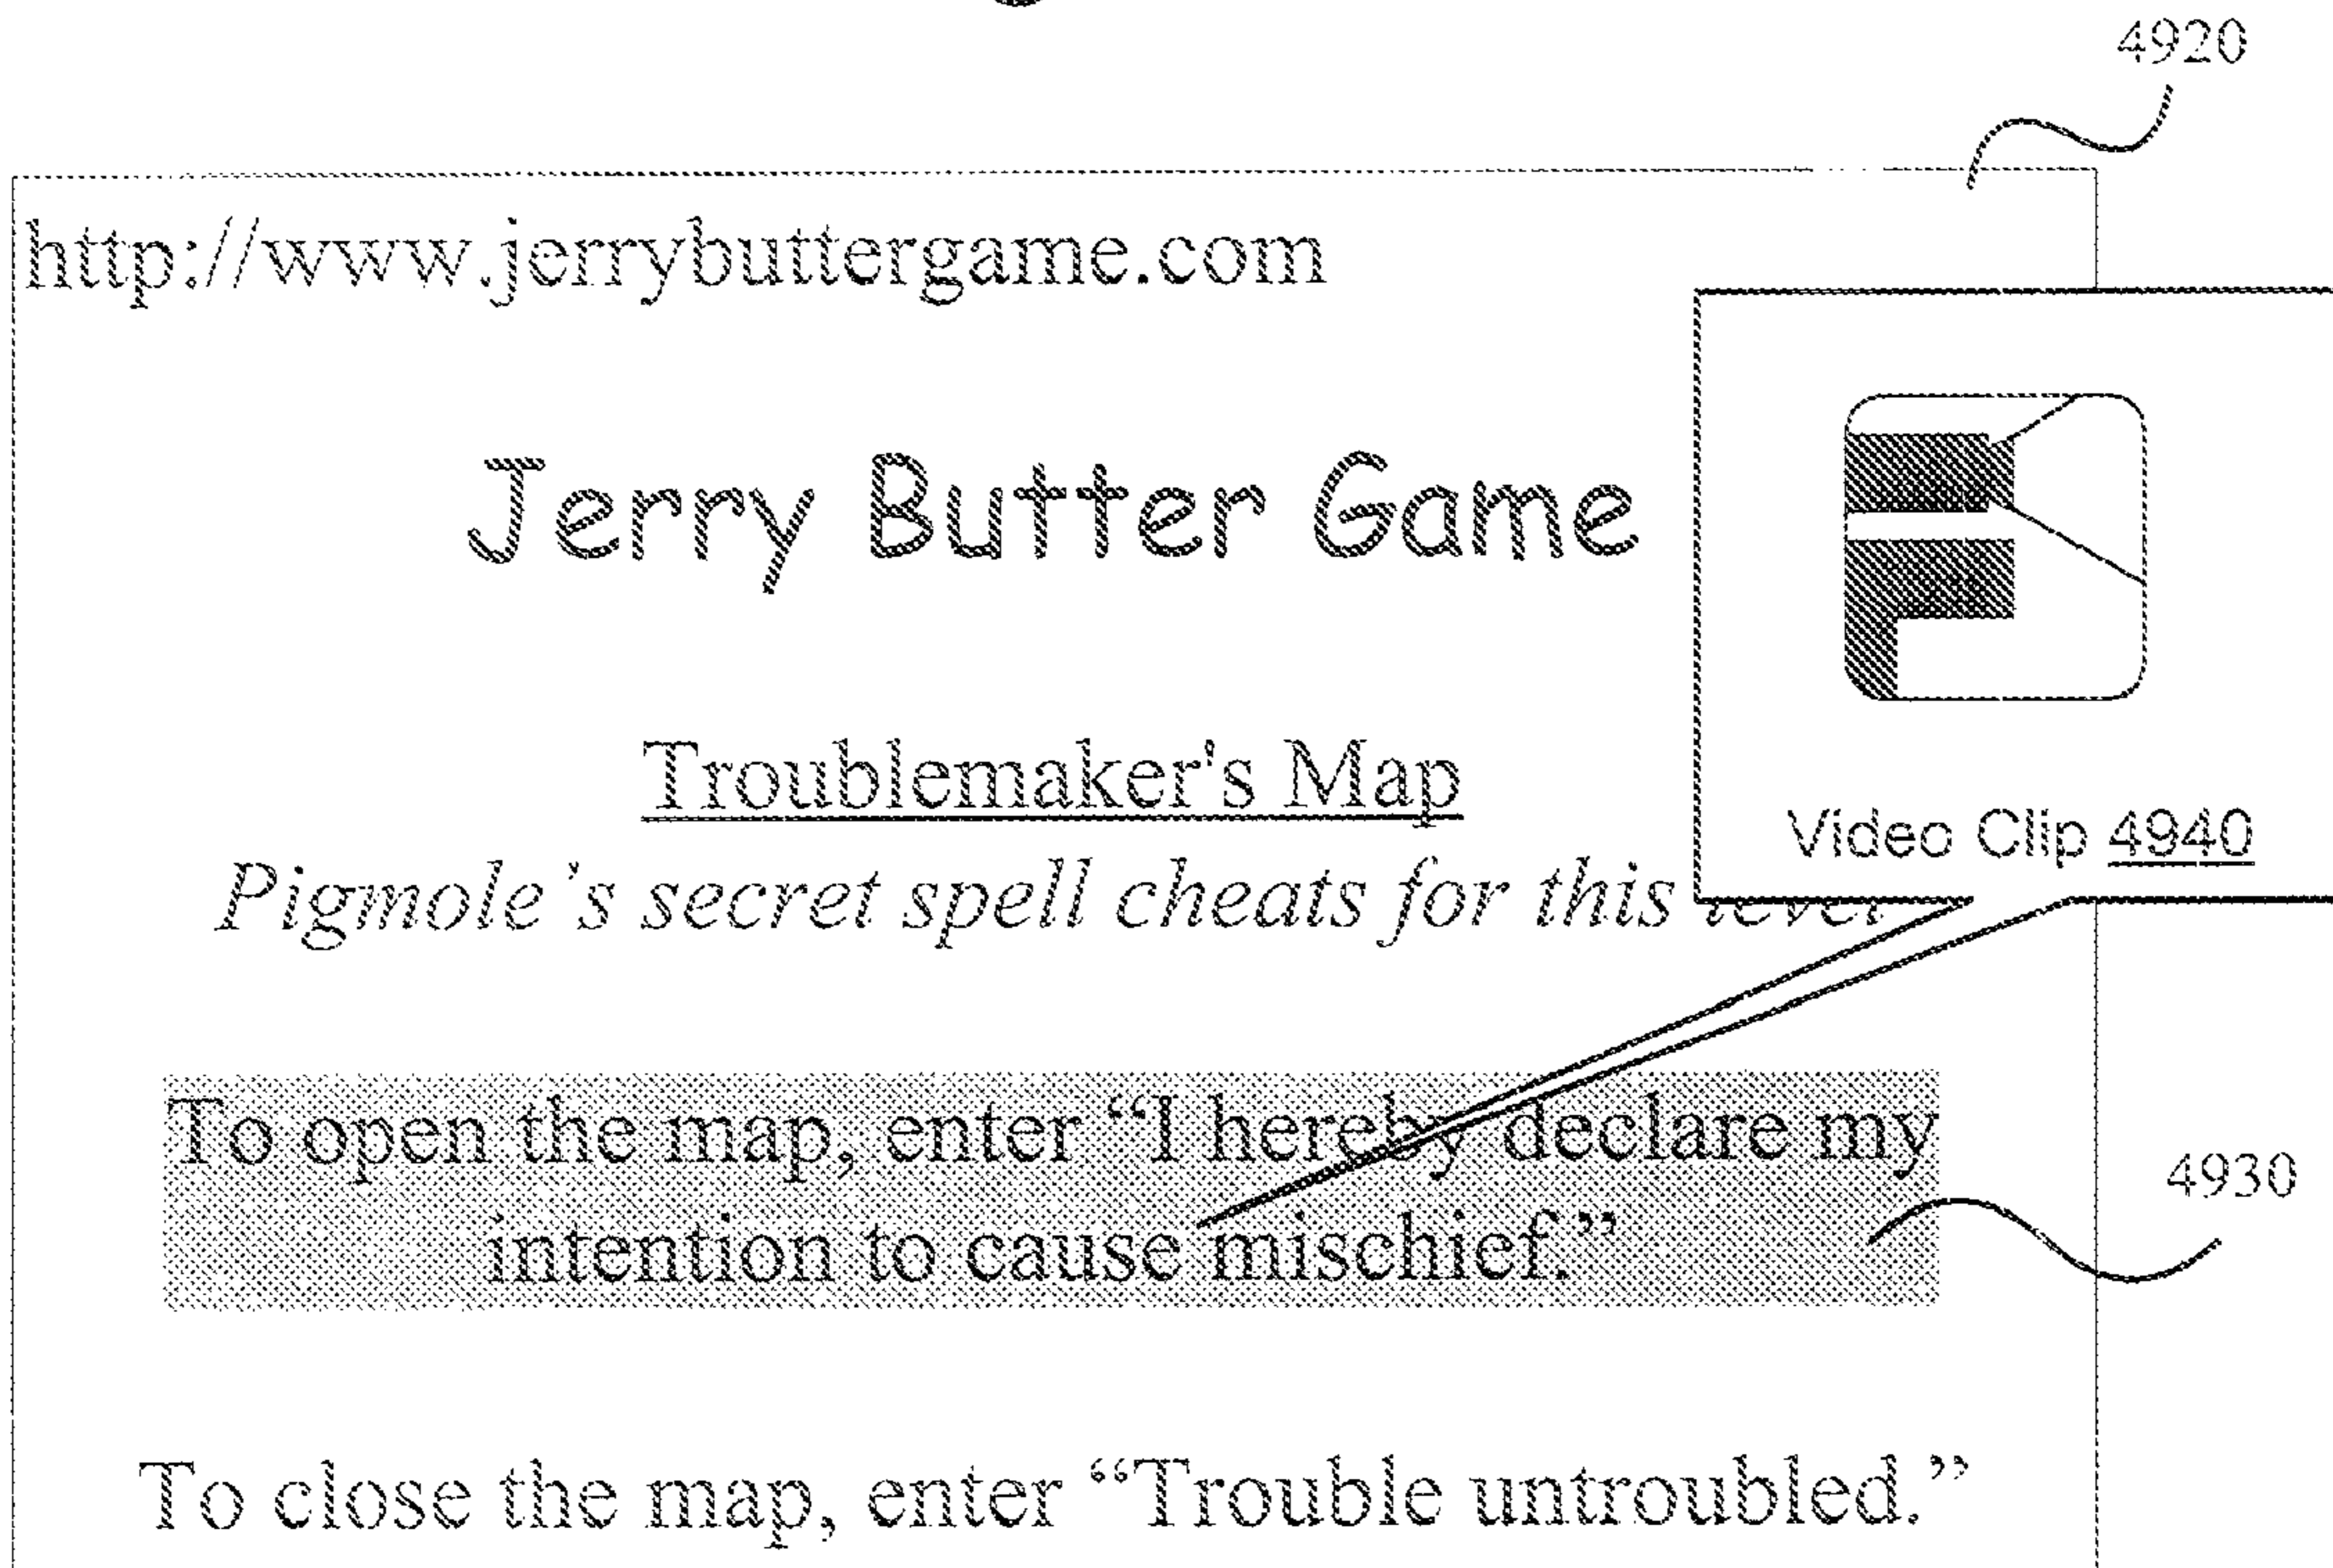 4920
http://www.jerrybuttergame.com
Jerry Butter Game
Troublemaker's Map
Video Clip 4940
Pigmole’s secret spell cheats for this level
To open the map, enter “I hereby declare my
4930
intention to cause mischief.”
To close the map, enter “Trouble untroubled.”